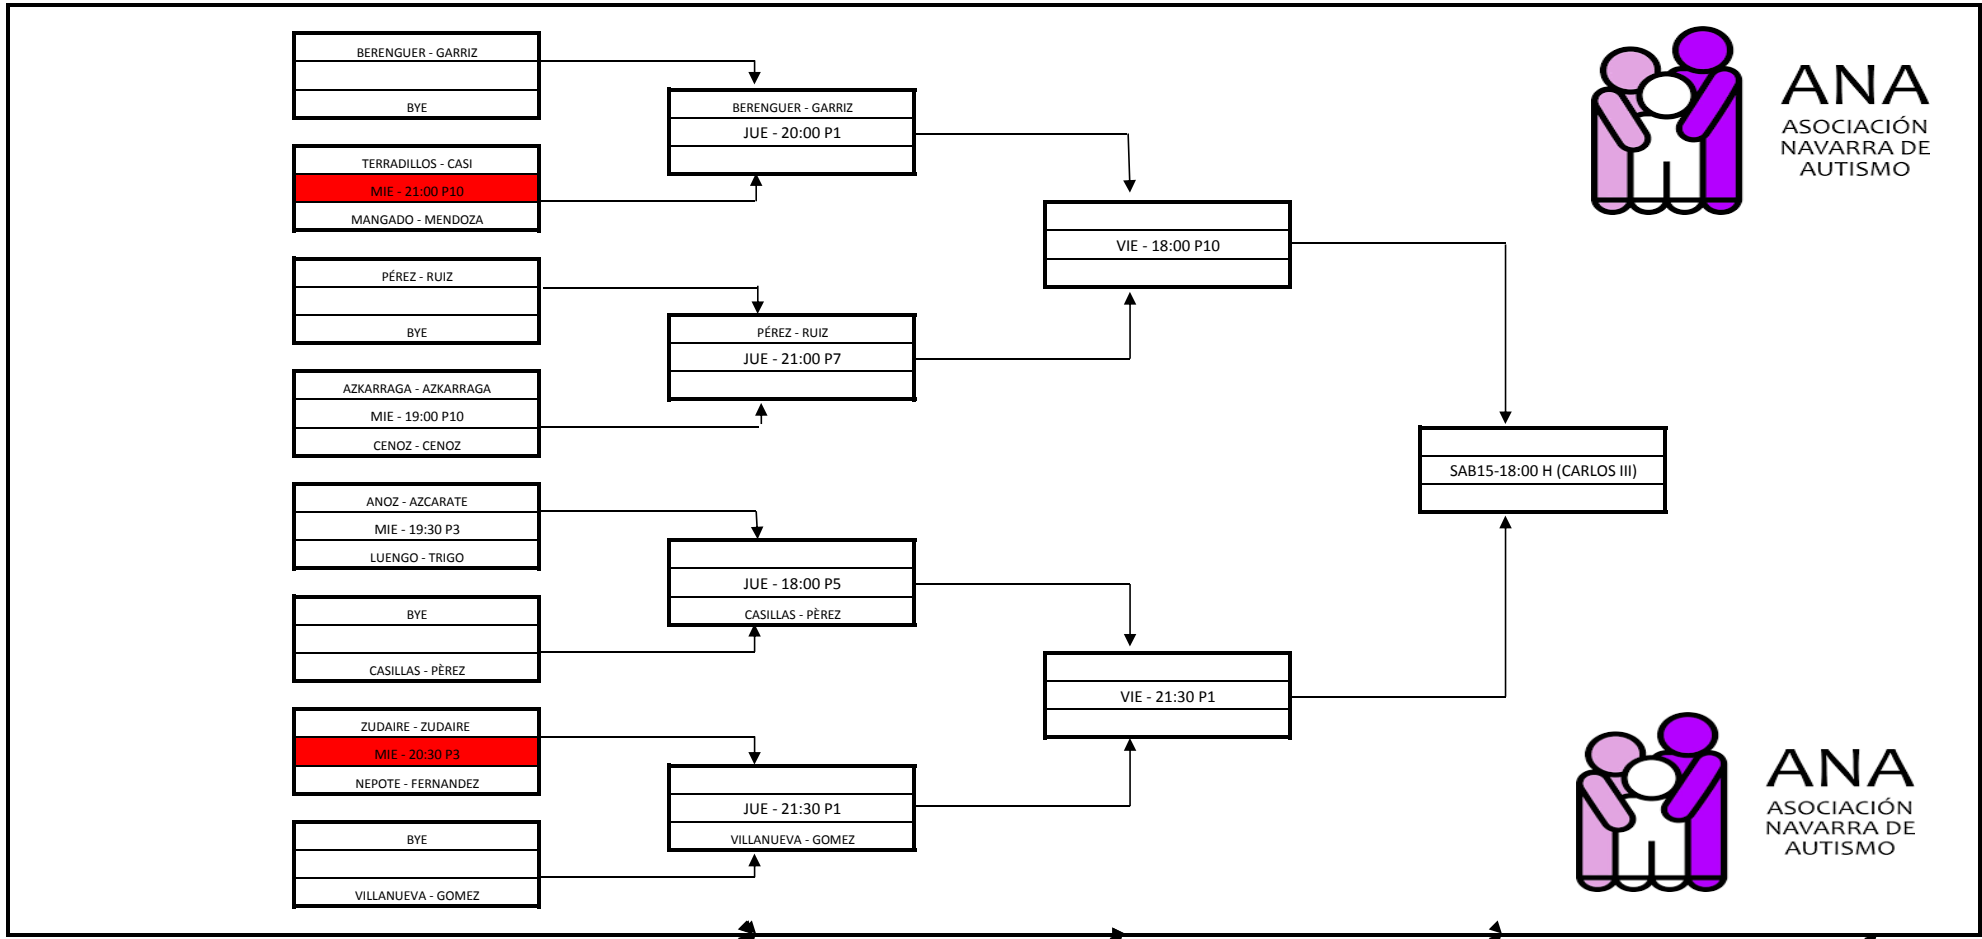 BERENGUER - GARRIZ
BYE
TERRADILLOS - CASI
MIE - 21:00 P10
MANGADO - MENDOZA
PÉREZ - RUIZ
BYE
AZKARRAGA - AZKARRAGA
MIE - 19:00 P10
CENOZ - CENOZ
ANOZ - AZCARATE
MIE - 19:30 P3
LUENGO - TRIGO
BYE
CASILLAS - PÈREZ
ZUDAIRE - ZUDAIRE
MIE - 20:30 P3
NEPOTE - FERNANDEZ
BYE
VILLANUEVA - GOMEZ
BERENGUER - GARRIZ
JUE - 20:00 P1
PÉREZ - RUIZ
JUE - 21:00 P7
JUE - 18:00 P5
CASILLAS - PÈREZ
JUE - 21:30 P1
VILLANUEVA - GOMEZ
VIE - 18:00 P10
VIE - 21:30 P1
SAB15-18:00 H (CARLOS III)
ANA
ASOCIACIÓN
NAVARRA DE
AUTISMO
ANA
ASOCIACIÓN
NAVARRA DE
AUTISMO